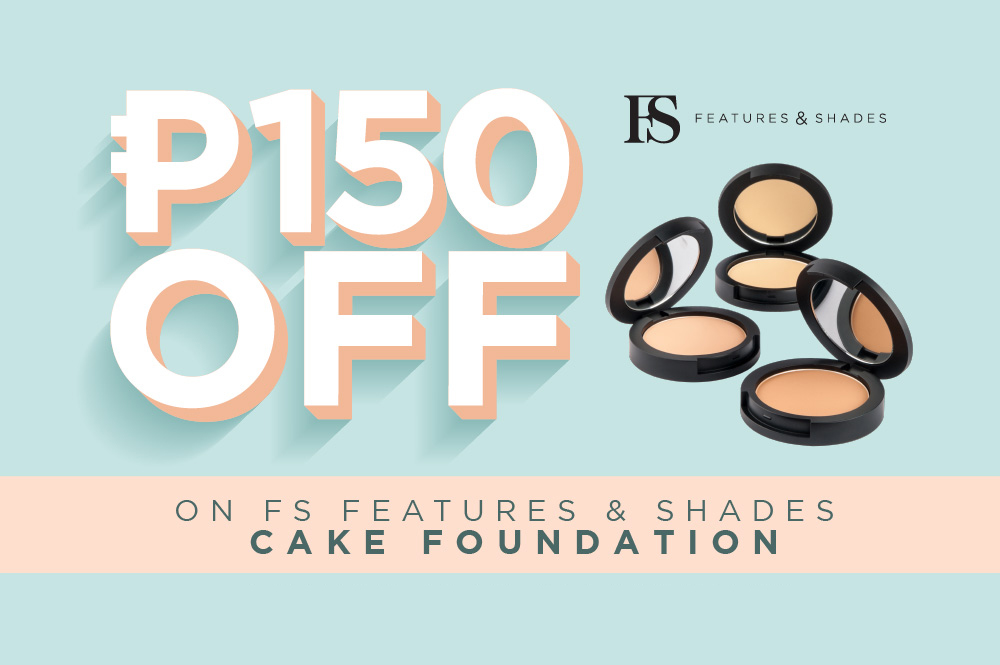 ₱150
OFF
FS FEATURES & SHADES
ON FS FEATURES & SHADES
CAKE FOUNDATION